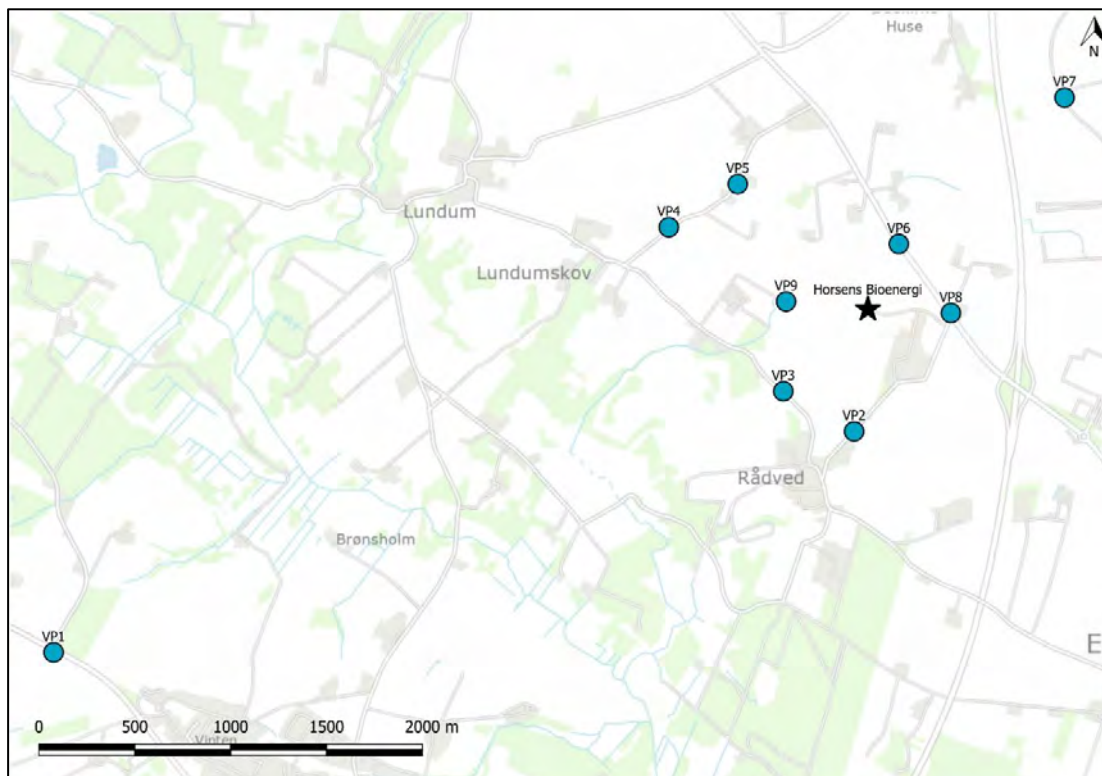 Huse
N
VP7
VP5
Lundum
VP4
VP6
Lundumskov
VP9
Horsens Bioenergi
VP8
VP3
VP2
Rådved
Brønsholm
E
VP1
0 500 1000 1500 2000 m
Vinten